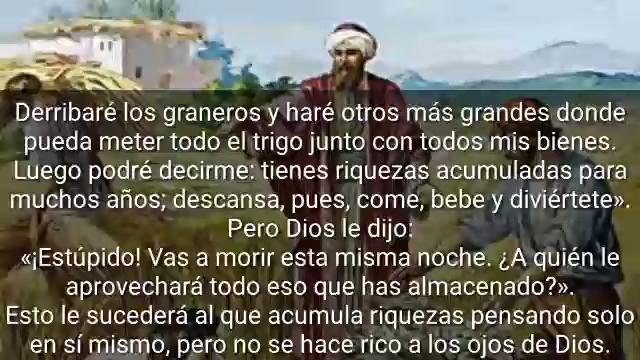 Derribaré los graneros y haré otros más grandes donde
pueda meter todo el trigo junto con todos mis bienes.
Luego podré decirme: tienes riquezas acumuladas para
muchos años; descansa, pues, come, bebe y diviértete».
Pero Dios le dijo:
«¡Estúpido! Vas a morir esta misma noche. ¿A quién le
aprovechará todo eso que has almacenado?».
Esto le sucederá al que acumula riquezas pensando solo
en sí mismo, pero no se hace rico a los ojos de Dios.